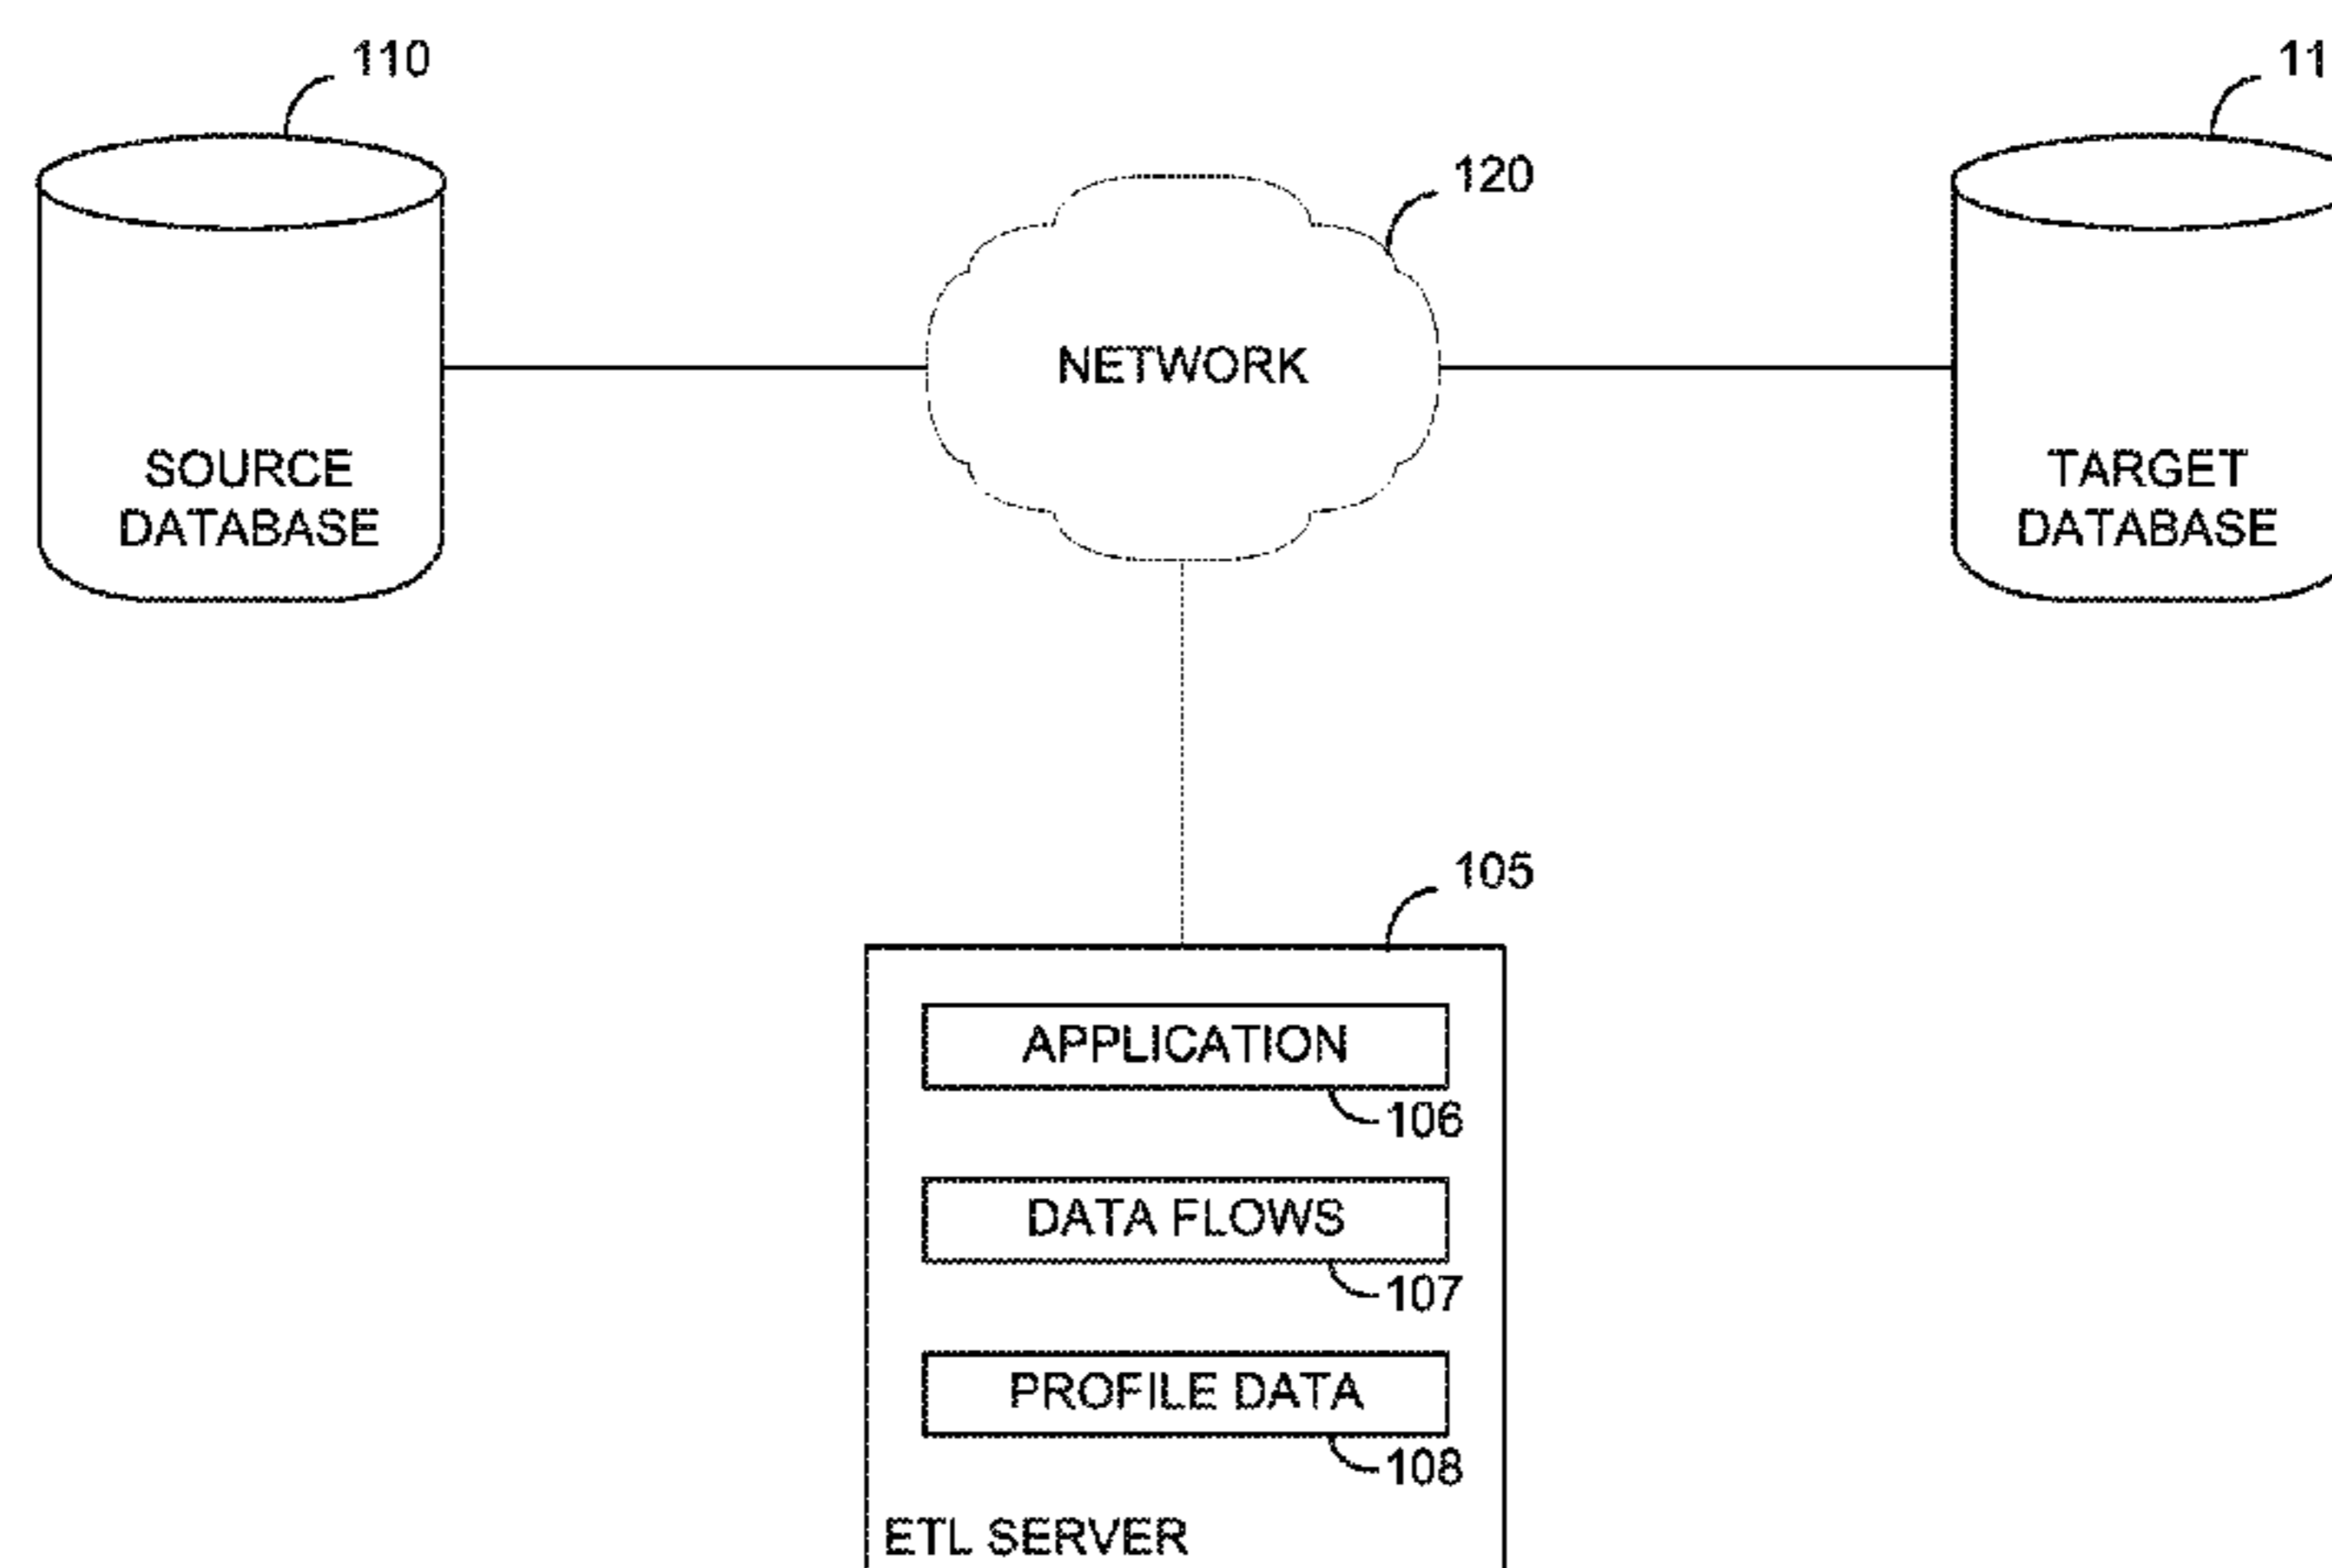 110
11
120
NETWORK
SOURCE
DATABASE
TARGET
DATABASE
105
APPLICATION
106
DATA FLOWS
107
PROFILE DATA
108
ETL SERVER